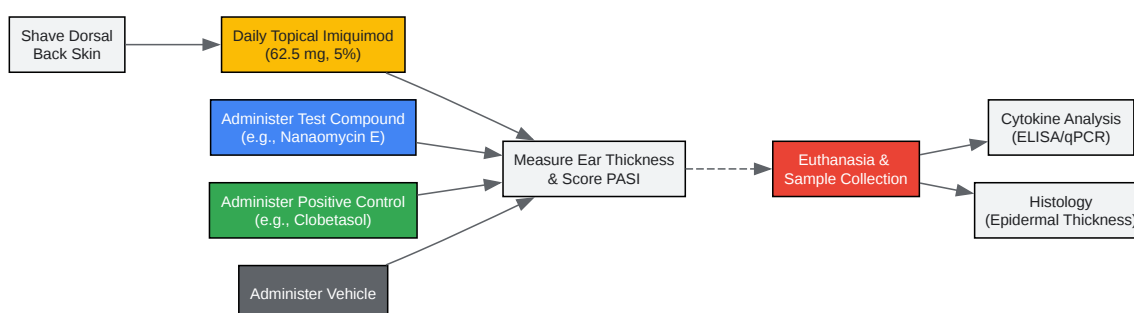 Shave Dorsal
Back Skin
Daily Topical Imiquimod
(62.5 mg, 5%)
Administer Test Compound
(e.g., Nanaomycin E)
Administer Positive Control
(e.g., Clobetasol)
Administer Vehicle
Measure Ear Thickness
& Score PASI
Euthanasia &
Sample Collection
Cytokine Analysis
(ELISA/qPCR)
Histology
(Epidermal Thickness)